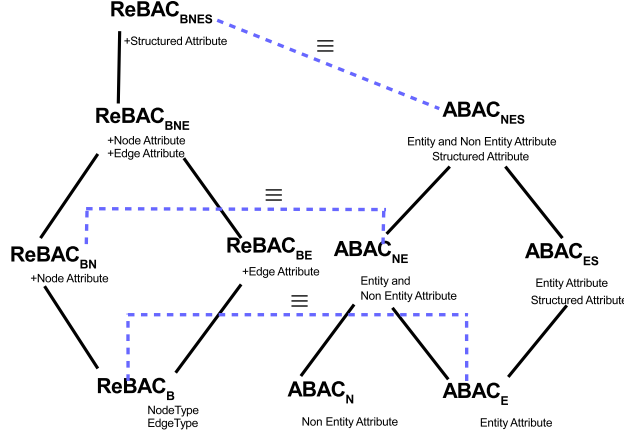 ReBAC_BNES
+Structured Attribute
≡
ReBAC_BNE
+Node Attribute
+Edge Attribute
ABAC_NES
Entity and Non Entity Attribute
Structured Attribute
≡
ReBAC_BN
+Node Attribute
ReBAC_BE
+Edge Attribute
ABAC_NE
Entity and
Non Entity Attribute
ABAC_ES
Entity Attribute
Structured Attribute
≡
ReBAC_B
NodeType
EdgeType
ABAC_N
Non Entity Attribute
ABAC_E
Entity Attribute